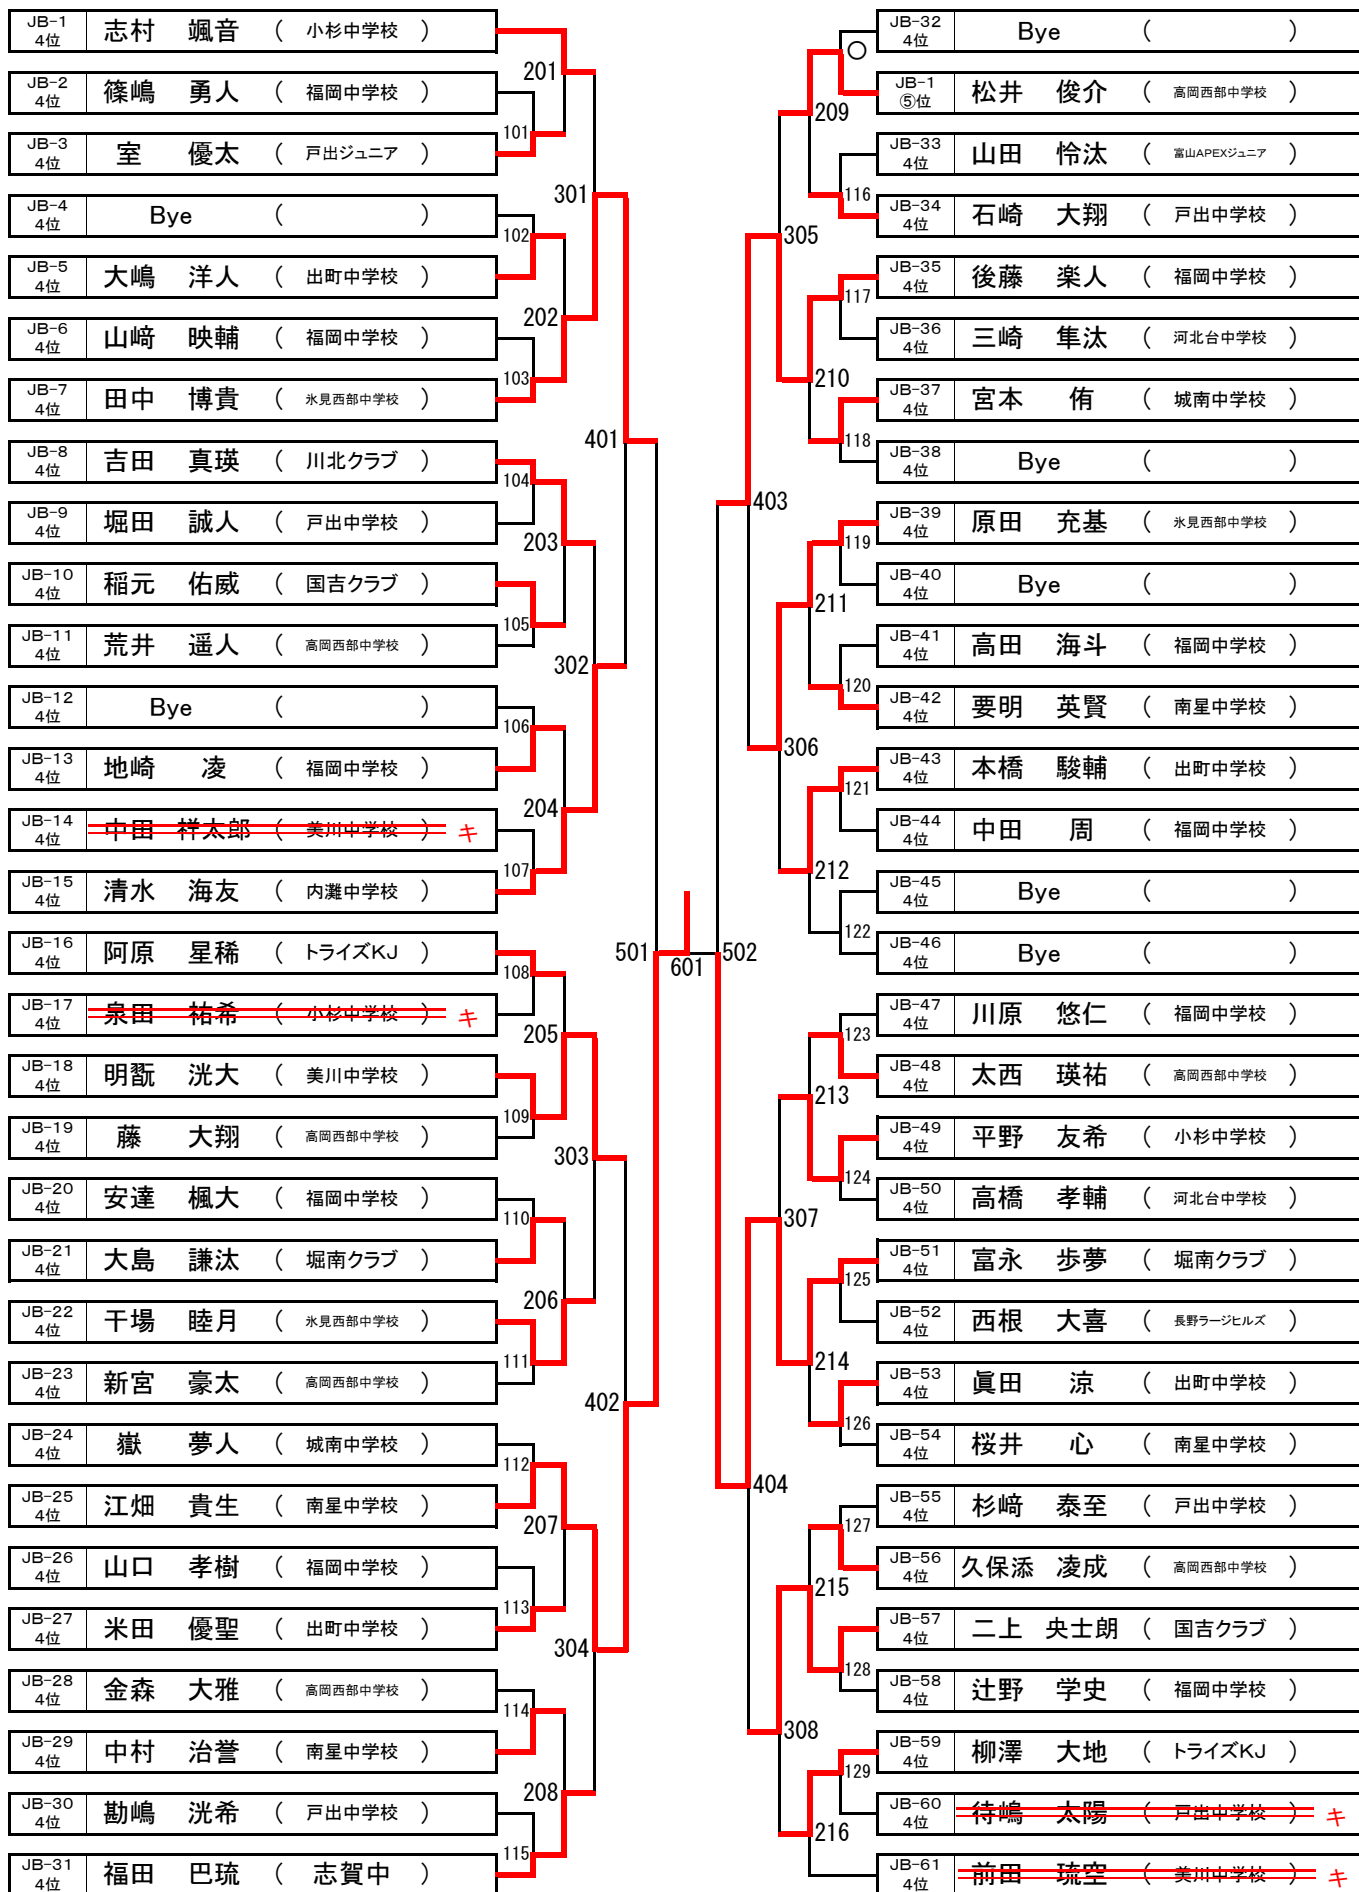 JB-1 4位 志村 颯音 ( 小杉中学校 )
JB-2 4位 篠嶋 勇人 ( 福岡中学校 )
JB-3 4位 室 優太 ( 戸出ジュニア )
JB-4 4位 Bye ( )
JB-5 4位 大嶋 洋人 ( 出町中学校 )
JB-6 4位 山﨑 映輔 ( 福岡中学校 )
JB-7 4位 田中 博貴 ( 氷見西部中学校 )
JB-8 4位 吉田 真瑛 ( 川北クラブ )
JB-9 4位 堀田 誠人 ( 戸出中学校 )
JB-10 4位 稲元 佑威 ( 国吉クラブ )
JB-11 4位 荒井 遥人 ( 高岡西部中学校 )
JB-12 4位 Bye ( )
JB-13 4位 地崎 凌 ( 福岡中学校 )
JB-14 4位 中田 祥太郎 ( 美川中学校 ) キ
JB-15 4位 清水 海友 ( 内灘中学校 )
JB-16 4位 阿原 星稀 ( トライズKJ )
JB-17 4位 泉田 祐希 ( 小杉中学校 ) キ
JB-18 4位 明翫 洸大 ( 美川中学校 )
JB-19 4位 藤 大翔 ( 高岡西部中学校 )
JB-20 4位 安達 楓大 ( 福岡中学校 )
JB-21 4位 大島 謙汰 ( 堀南クラブ )
JB-22 4位 干場 睦月 ( 氷見西部中学校 )
JB-23 4位 新宮 豪太 ( 高岡西部中学校 )
JB-24 4位 嶽 夢人 ( 城南中学校 )
JB-25 4位 江畑 貴生 ( 南星中学校 )
JB-26 4位 山口 孝樹 ( 福岡中学校 )
JB-27 4位 米田 優聖 ( 出町中学校 )
JB-28 4位 金森 大雅 ( 高岡西部中学校 )
JB-29 4位 中村 治誉 ( 南星中学校 )
JB-30 4位 勘嶋 洸希 ( 戸出中学校 )
JB-31 4位 福田 巴琉 ( 志賀中 )
201
101
301
102
202
103
401
104
203
105
302
106
204
107
501
108
205
109
303
110
206
111
402
112
207
113
304
114
208
115
601
502
209
116
305
117
210
118
403
119
211
120
306
121
212
122
123
213
124
307
125
214
126
404
127
215
128
308
129
216
JB-32 4位 Bye ( )
○
JB-1 ⑤位 松井 俊介 ( 高岡西部中学校 )
JB-33 4位 山田 怜汰 ( 富山APEXジュニア )
JB-34 4位 石崎 大翔 ( 戸出中学校 )
JB-35 4位 後藤 楽人 ( 福岡中学校 )
JB-36 4位 三崎 隼汰 ( 河北台中学校 )
JB-37 4位 宮本 侑 ( 城南中学校 )
JB-38 4位 Bye ( )
JB-39 4位 原田 充基 ( 氷見西部中学校 )
JB-40 4位 Bye ( )
JB-41 4位 高田 海斗 ( 福岡中学校 )
JB-42 4位 要明 英賢 ( 南星中学校 )
JB-43 4位 本橋 駿輔 ( 出町中学校 )
JB-44 4位 中田 周 ( 福岡中学校 )
JB-45 4位 Bye ( )
JB-46 4位 Bye ( )
JB-47 4位 川原 悠仁 ( 福岡中学校 )
JB-48 4位 太西 瑛祐 ( 高岡西部中学校 )
JB-49 4位 平野 友希 ( 小杉中学校 )
JB-50 4位 高橋 孝輔 ( 河北台中学校 )
JB-51 4位 富永 歩夢 ( 堀南クラブ )
JB-52 4位 西根 大喜 ( 長野ラージヒルズ )
JB-53 4位 眞田 涼 ( 出町中学校 )
JB-54 4位 桜井 心 ( 南星中学校 )
JB-55 4位 杉﨑 泰至 ( 戸出中学校 )
JB-56 4位 久保添 凌成 ( 高岡西部中学校 )
JB-57 4位 二上 央士朗 ( 国吉クラブ )
JB-58 4位 辻野 学史 ( 福岡中学校 )
JB-59 4位 柳澤 大地 ( トライズKJ )
JB-60 4位 待嶋 太陽 ( 戸出中学校 ) キ
JB-61 4位 前田 琉空 ( 美川中学校 ) キ